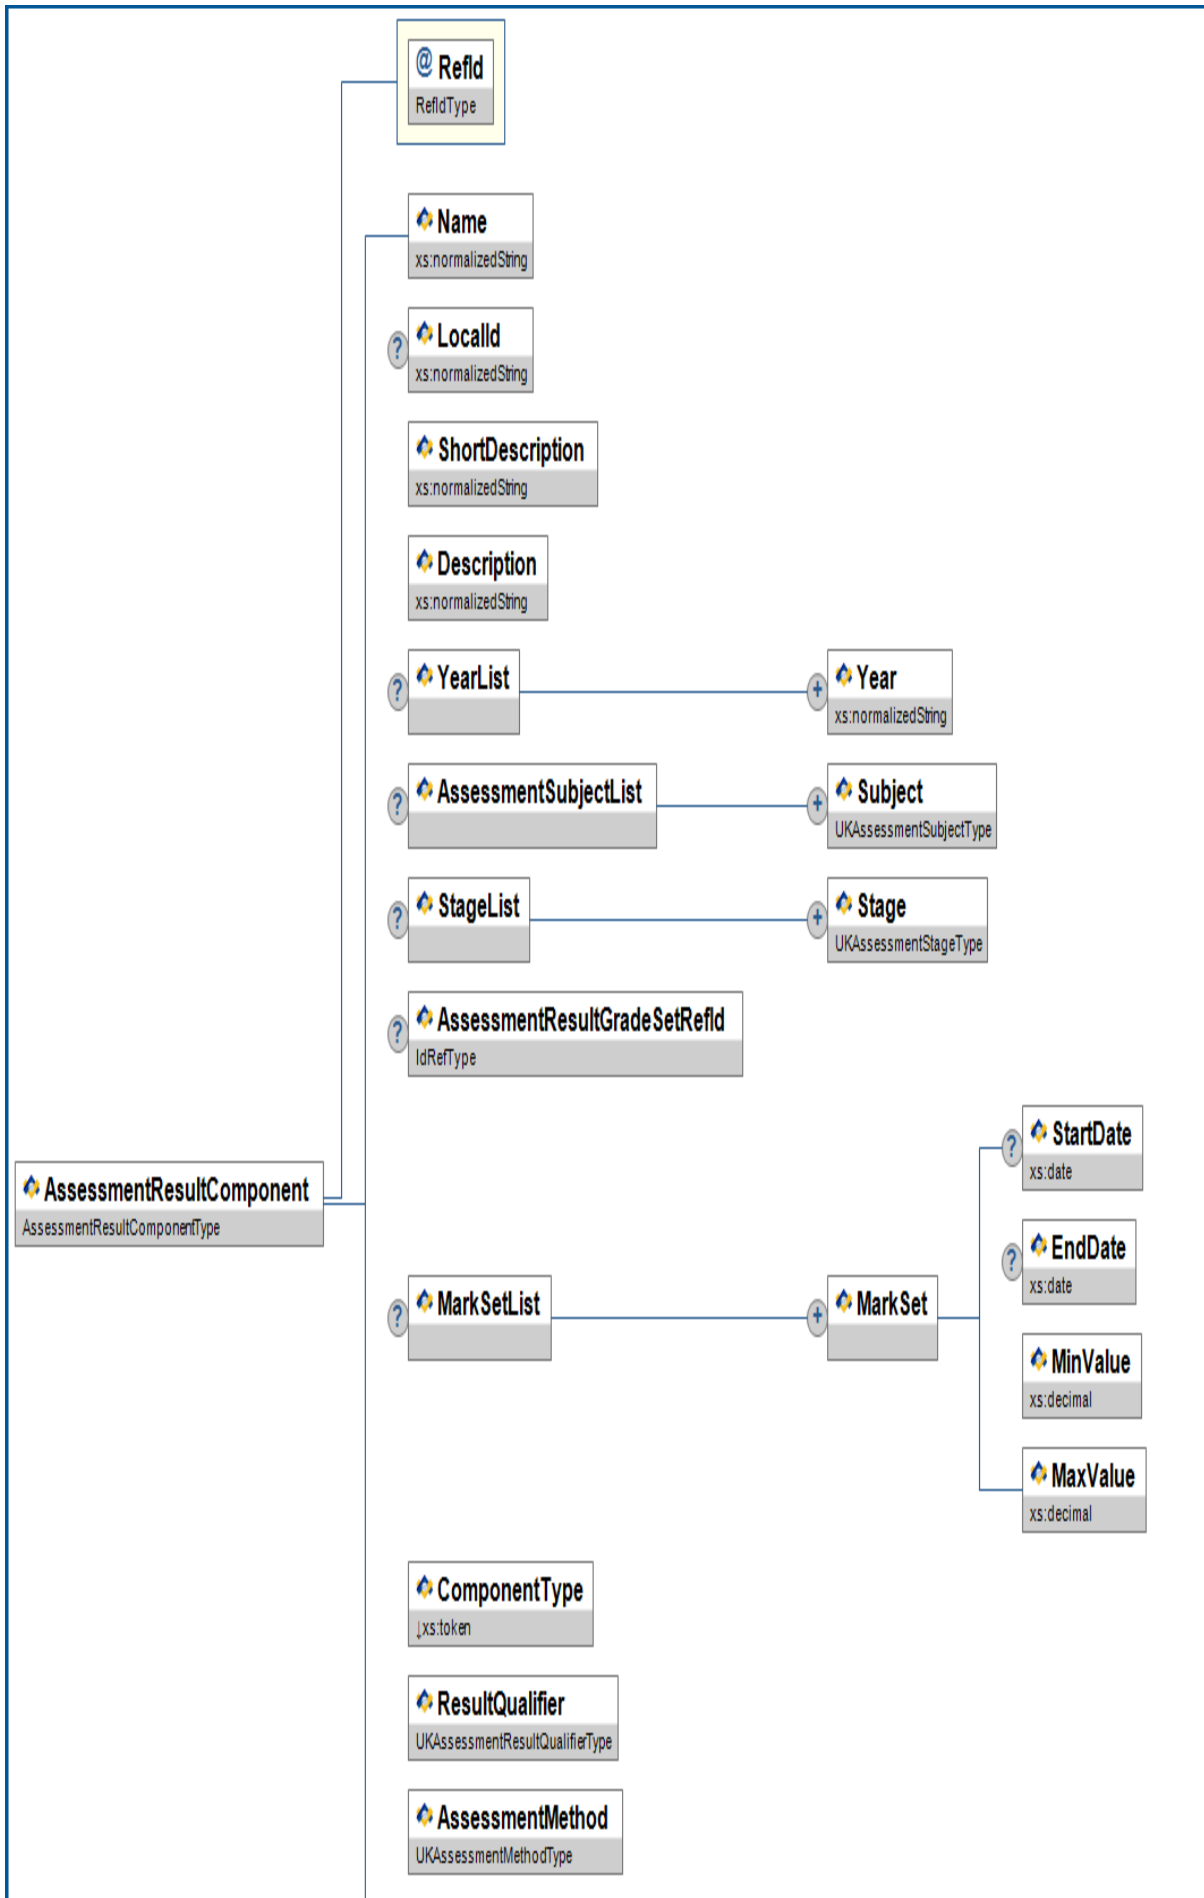 @ RefId
RefIdType
Name
xs:normalizedString
? LocalId
xs:normalizedString
ShortDescription
xs:normalizedString
Description
xs:normalizedString
? YearList
+ Year
xs:normalizedString
? AssessmentSubjectList
+ Subject
UKAssessmentSubjectType
? StageList
+ Stage
UKAssessmentStageType
? AssessmentResultGradeSetRefId
IdRefType
? StartDate
xs:date
AssessmentResultComponent
AssessmentResultComponentType
? EndDate
xs:date
? MarkSetList
+ MarkSet
MinValue
xs:decimal
MaxValue
xs:decimal
ComponentType
↓xs:token
ResultQualifier
UKAssessmentResultQualifierType
AssessmentMethod
UKAssessmentMethodType